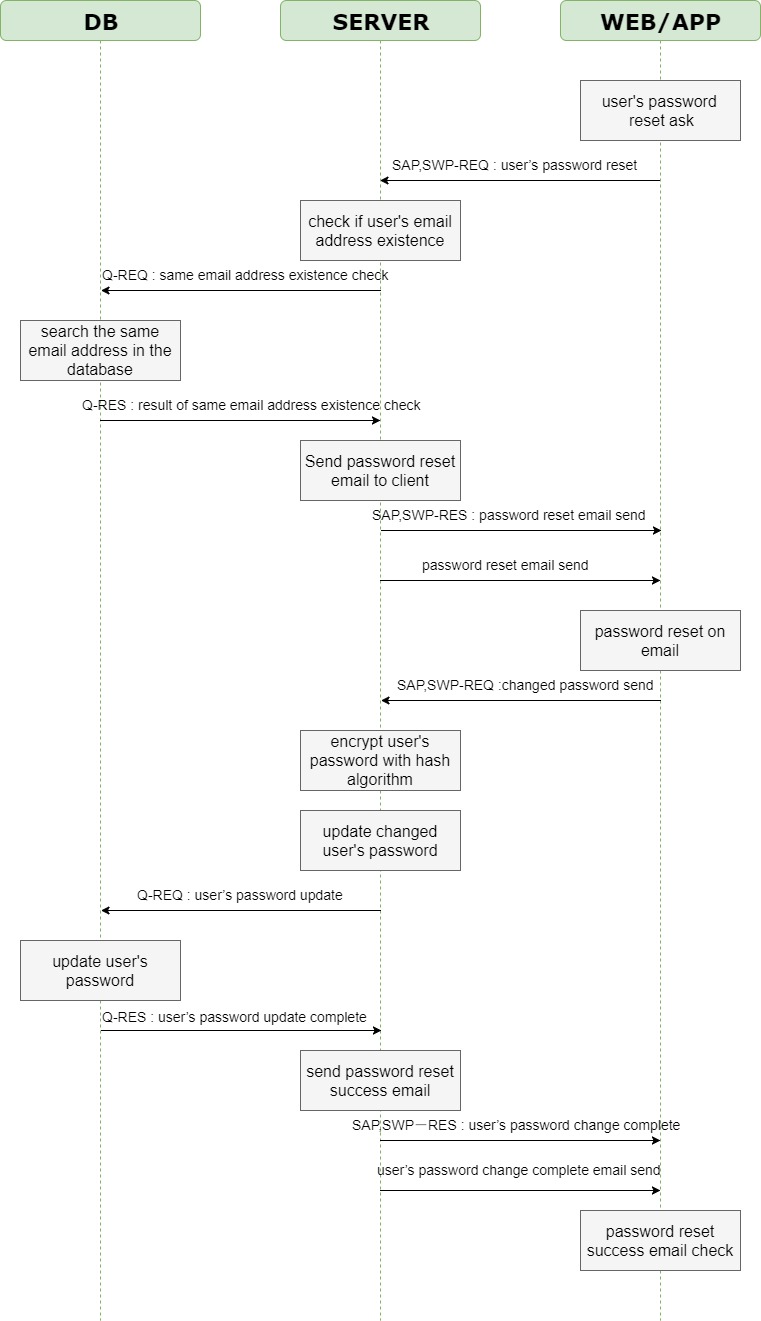 DB
SERVER
WEB/APP
user's password
reset ask
SAP,SWP-REQ : user’s password reset
check if user's email
address existence
Q-REQ : same email address existence check
search the same
email address in the
database
Q-RES : result of same email address existence check
Send password reset
email to client
SAP,SWP-RES : password reset email send
password reset email send
password reset on
email
SAP,SWP-REQ :changed password send
encrypt user's
password with hash
algorithm
update changed
user's password
Q-REQ : user’s password update
update user's
password
Q-RES : user’s password update complete
send password reset
success email
SAP,SWP－RES : user’s password change complete
user’s password change complete email send
password reset
success email check